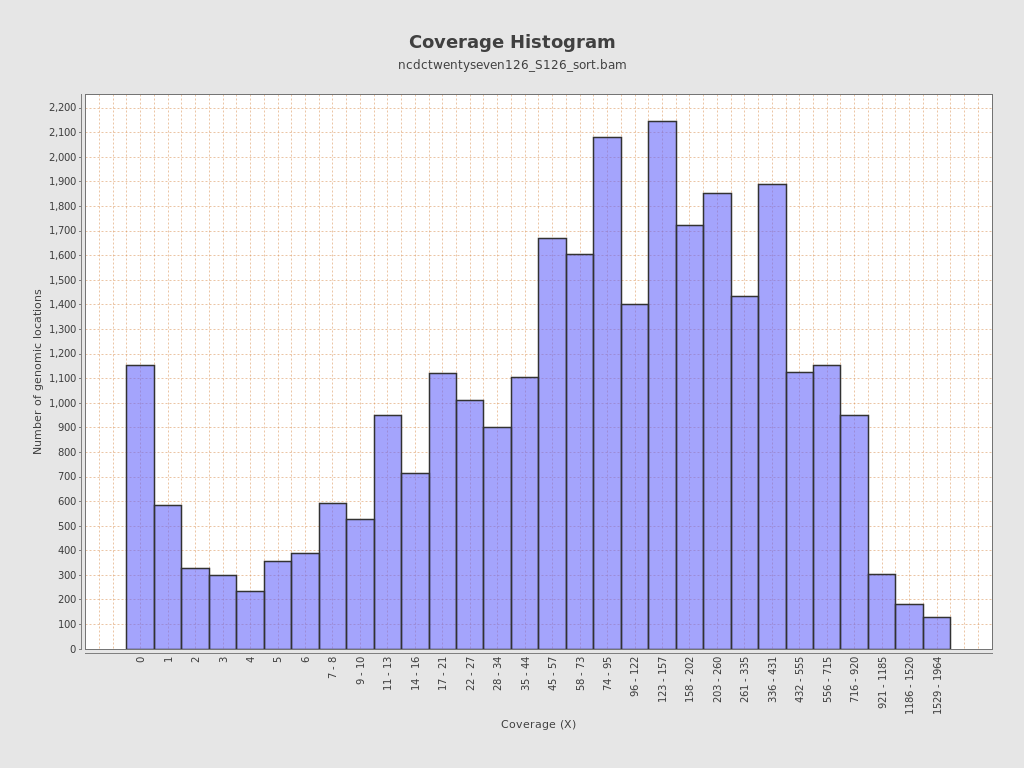 Coverage Histogram
ncdctwentyseven126_S126_sort.bam
Number of genomic locations
2,200
2,100
2,000
1,900
1,800
1,700
1,600
1,500
1,400
1,300
1,200
1,100
1,000
900
800
700
600
500
400
300
200
100
0
0
1
2
3
4
5
6
7 - 8
9 - 10
11 - 13
14 - 16
17 - 21
22 - 27
28 - 34
35 - 44
45 - 57
58 - 73
74 - 95
96 - 122
123 - 157
158 - 202
203 - 260
261 - 335
336 - 431
432 - 555
556 - 715
716 - 920
921 - 1185
1186 - 1520
1529 - 1964
Coverage (X)